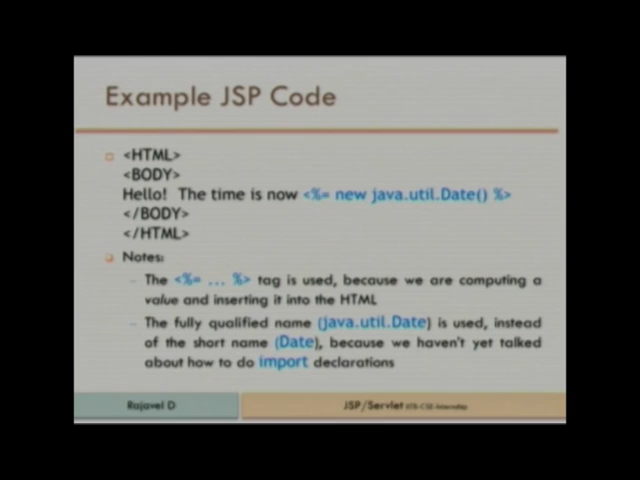 Example JSP Code
<HTML>
<BODY>
Hello! The time is now <%= new java.util.Date() %>
</BODY>
</HTML>
Notes:
The <%= ... %> tag is used, because we are computing a
value and inserting it into the HTML
The fully qualified name (java.util.Date) is used, instead
of the short name (Date), because we haven't yet talked
about how to do import declarations
Rajavel D
JSP/Servlet IITB-CSE-Internship